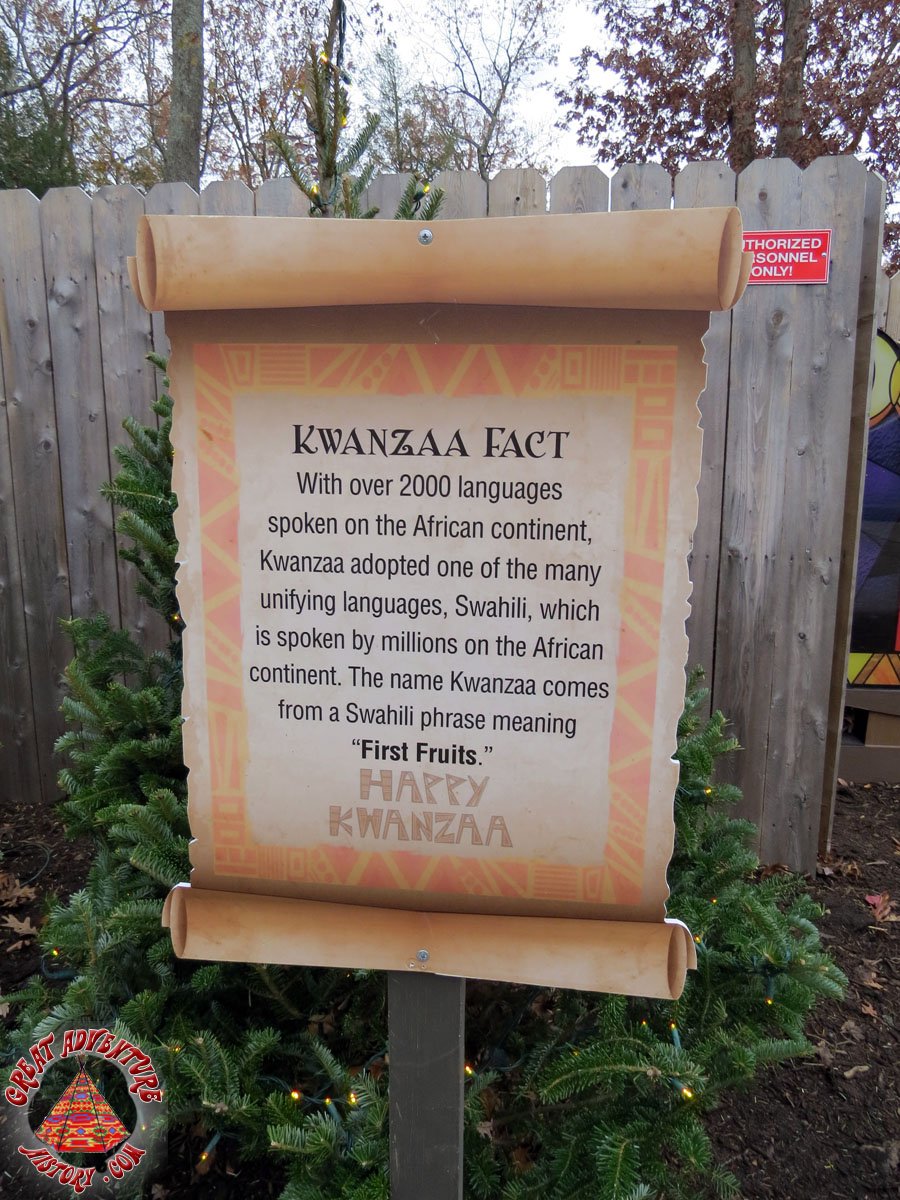 UTHORIZED
RSONNEL
ONLY!
KWANZAA FACT
With over 2000 languages
spoken on the African continent,
Kwanzaa adopted one of the many
unifying languages, Swahili, which
is spoken by millions on the African
continent. The name Kwanzaa comes
from a Swahili phrase meaning
“First Fruits.”
HAPPY
KWANZAA
GREAT ADVENTURE
HISTORY.COM